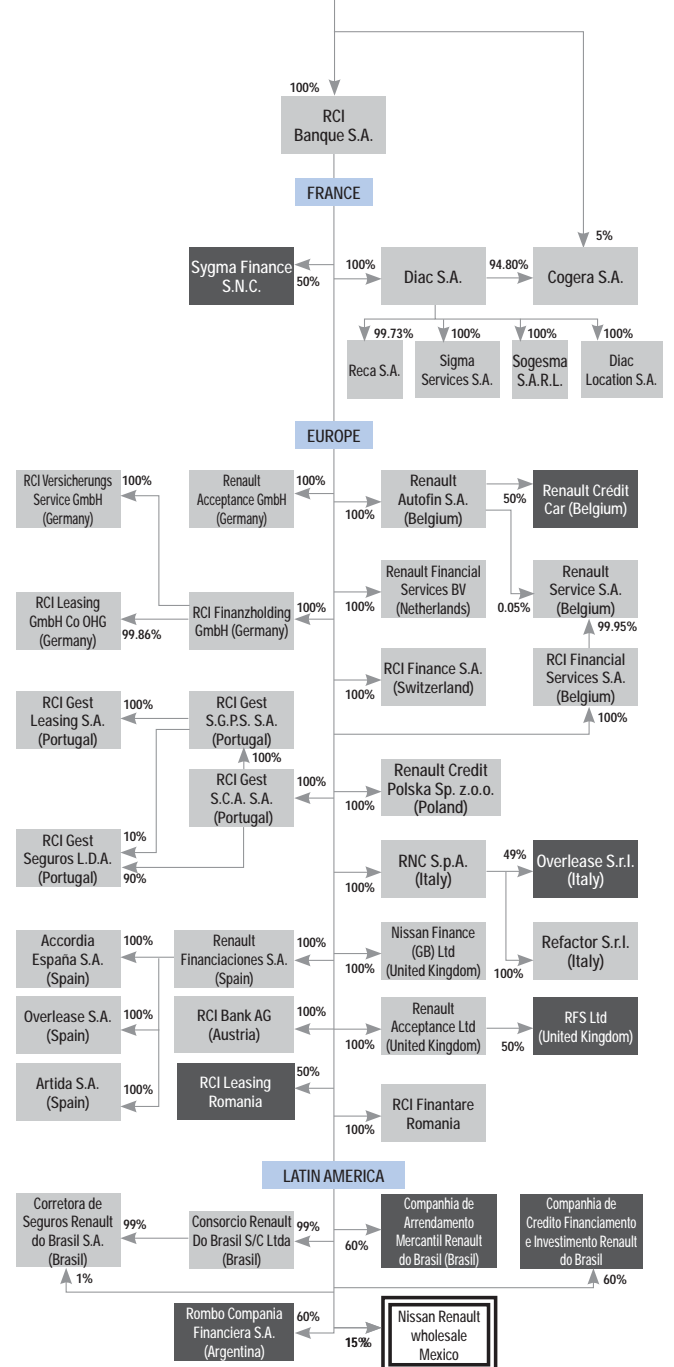 100%
RCI
Banque S.A.
FRANCE
5%
Sygma Finance
S.N.C.
50%
100%
Diac S.A.
94.80%
Cogera S.A.
99.73%
100%
100%
100%
Reca S.A.
Sigma
Services S.A.
Sogesma
S.A.R.L.
Diac
Location S.A.
EUROPE
RCI Versicherungs
Service GmbH
(Germany)
100%
Renault
Acceptance GmbH
(Germany)
100%
100%
Renault
Autofin S.A.
(Belgium)
50%
Renault Crédit
Car (Belgium)
RCI Leasing
GmbH Co OHG
(Germany)
99.86%
RCI Finanzholding
GmbH (Germany)
100%
100%
Renault Financial
Services BV
(Netherlands)
0.05%
Renault
Service S.A.
(Belgium)
99.95%
100%
RCI Finance S.A.
(Switzerland)
RCI Financial
Services S.A.
(Belgium)
100%
RCI Gest
Leasing S.A.
(Portugal)
100%
RCI Gest
S.G.P.S. S.A.
(Portugal)
100%
RCI Gest
S.C.A. S.A.
(Portugal)
100%
100%
Renault Credit
Polska Sp. z.o.o.
(Poland)
RCI Gest
Seguros L.D.A.
(Portugal)
10%
90%
100%
RNC S.p.A.
(Italy)
49%
Overlease S.r.l.
(Italy)
100%
Refactor S.r.l.
(Italy)
Accordia
España S.A.
(Spain)
100%
Renault
Financiaciones S.A.
(Spain)
100%
100%
Nissan Finance
(GB) Ltd
(United Kingdom)
Overlease S.A.
(Spain)
100%
RCI Bank AG
(Austria)
100%
100%
Renault
Acceptance Ltd
(United Kingdom)
50%
RFS Ltd
(United Kingdom)
Artida S.A.
(Spain)
100%
RCI Leasing
Romania
50%
100%
RCI Finantare
Romania
LATIN AMERICA
Corretora de
Seguros Renault
do Brasil S.A.
(Brasil)
99%
1%
Consorcio Renault
Do Brasil S/C Ltda
(Brasil)
99%
60%
Companhia de
Arrendamento
Mercantil Renault
do Brasil (Brasil)
Companhia de
Credito Financiamento
e Investimento Renault
do Brasil
60%
Rombo Compania
Financiera S.A.
(Argentina)
60%
15%
Nissan Renault
wholesale
Mexico